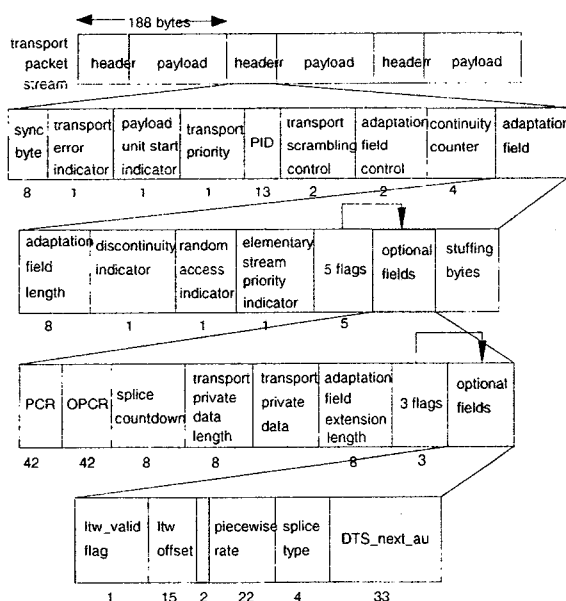 188 bytes
transport packet stream
header payload header payload header payload
sync byte
transport error indicator
payload unit start indicator
transport priority
PID
transport scrambling control
adaptation field control
continuity counter
adaptation field
8 1 1 1 13 2 2 4
adaptation field length
discontinuity indicator
random access indicator
elementary stream priority indicator
5 flags
optional fields
stuffing bytes
8 1 1 1 5
PCR
OPCR
splice countdown
transport private data length
transport private data
adaptation field extension length
3 flags
optional fields
42 42 8 8 8 3
ltw_valid flag
ltw offset
piecewise rate
splice type
DTS_next_au
1 15 2 22 4 33